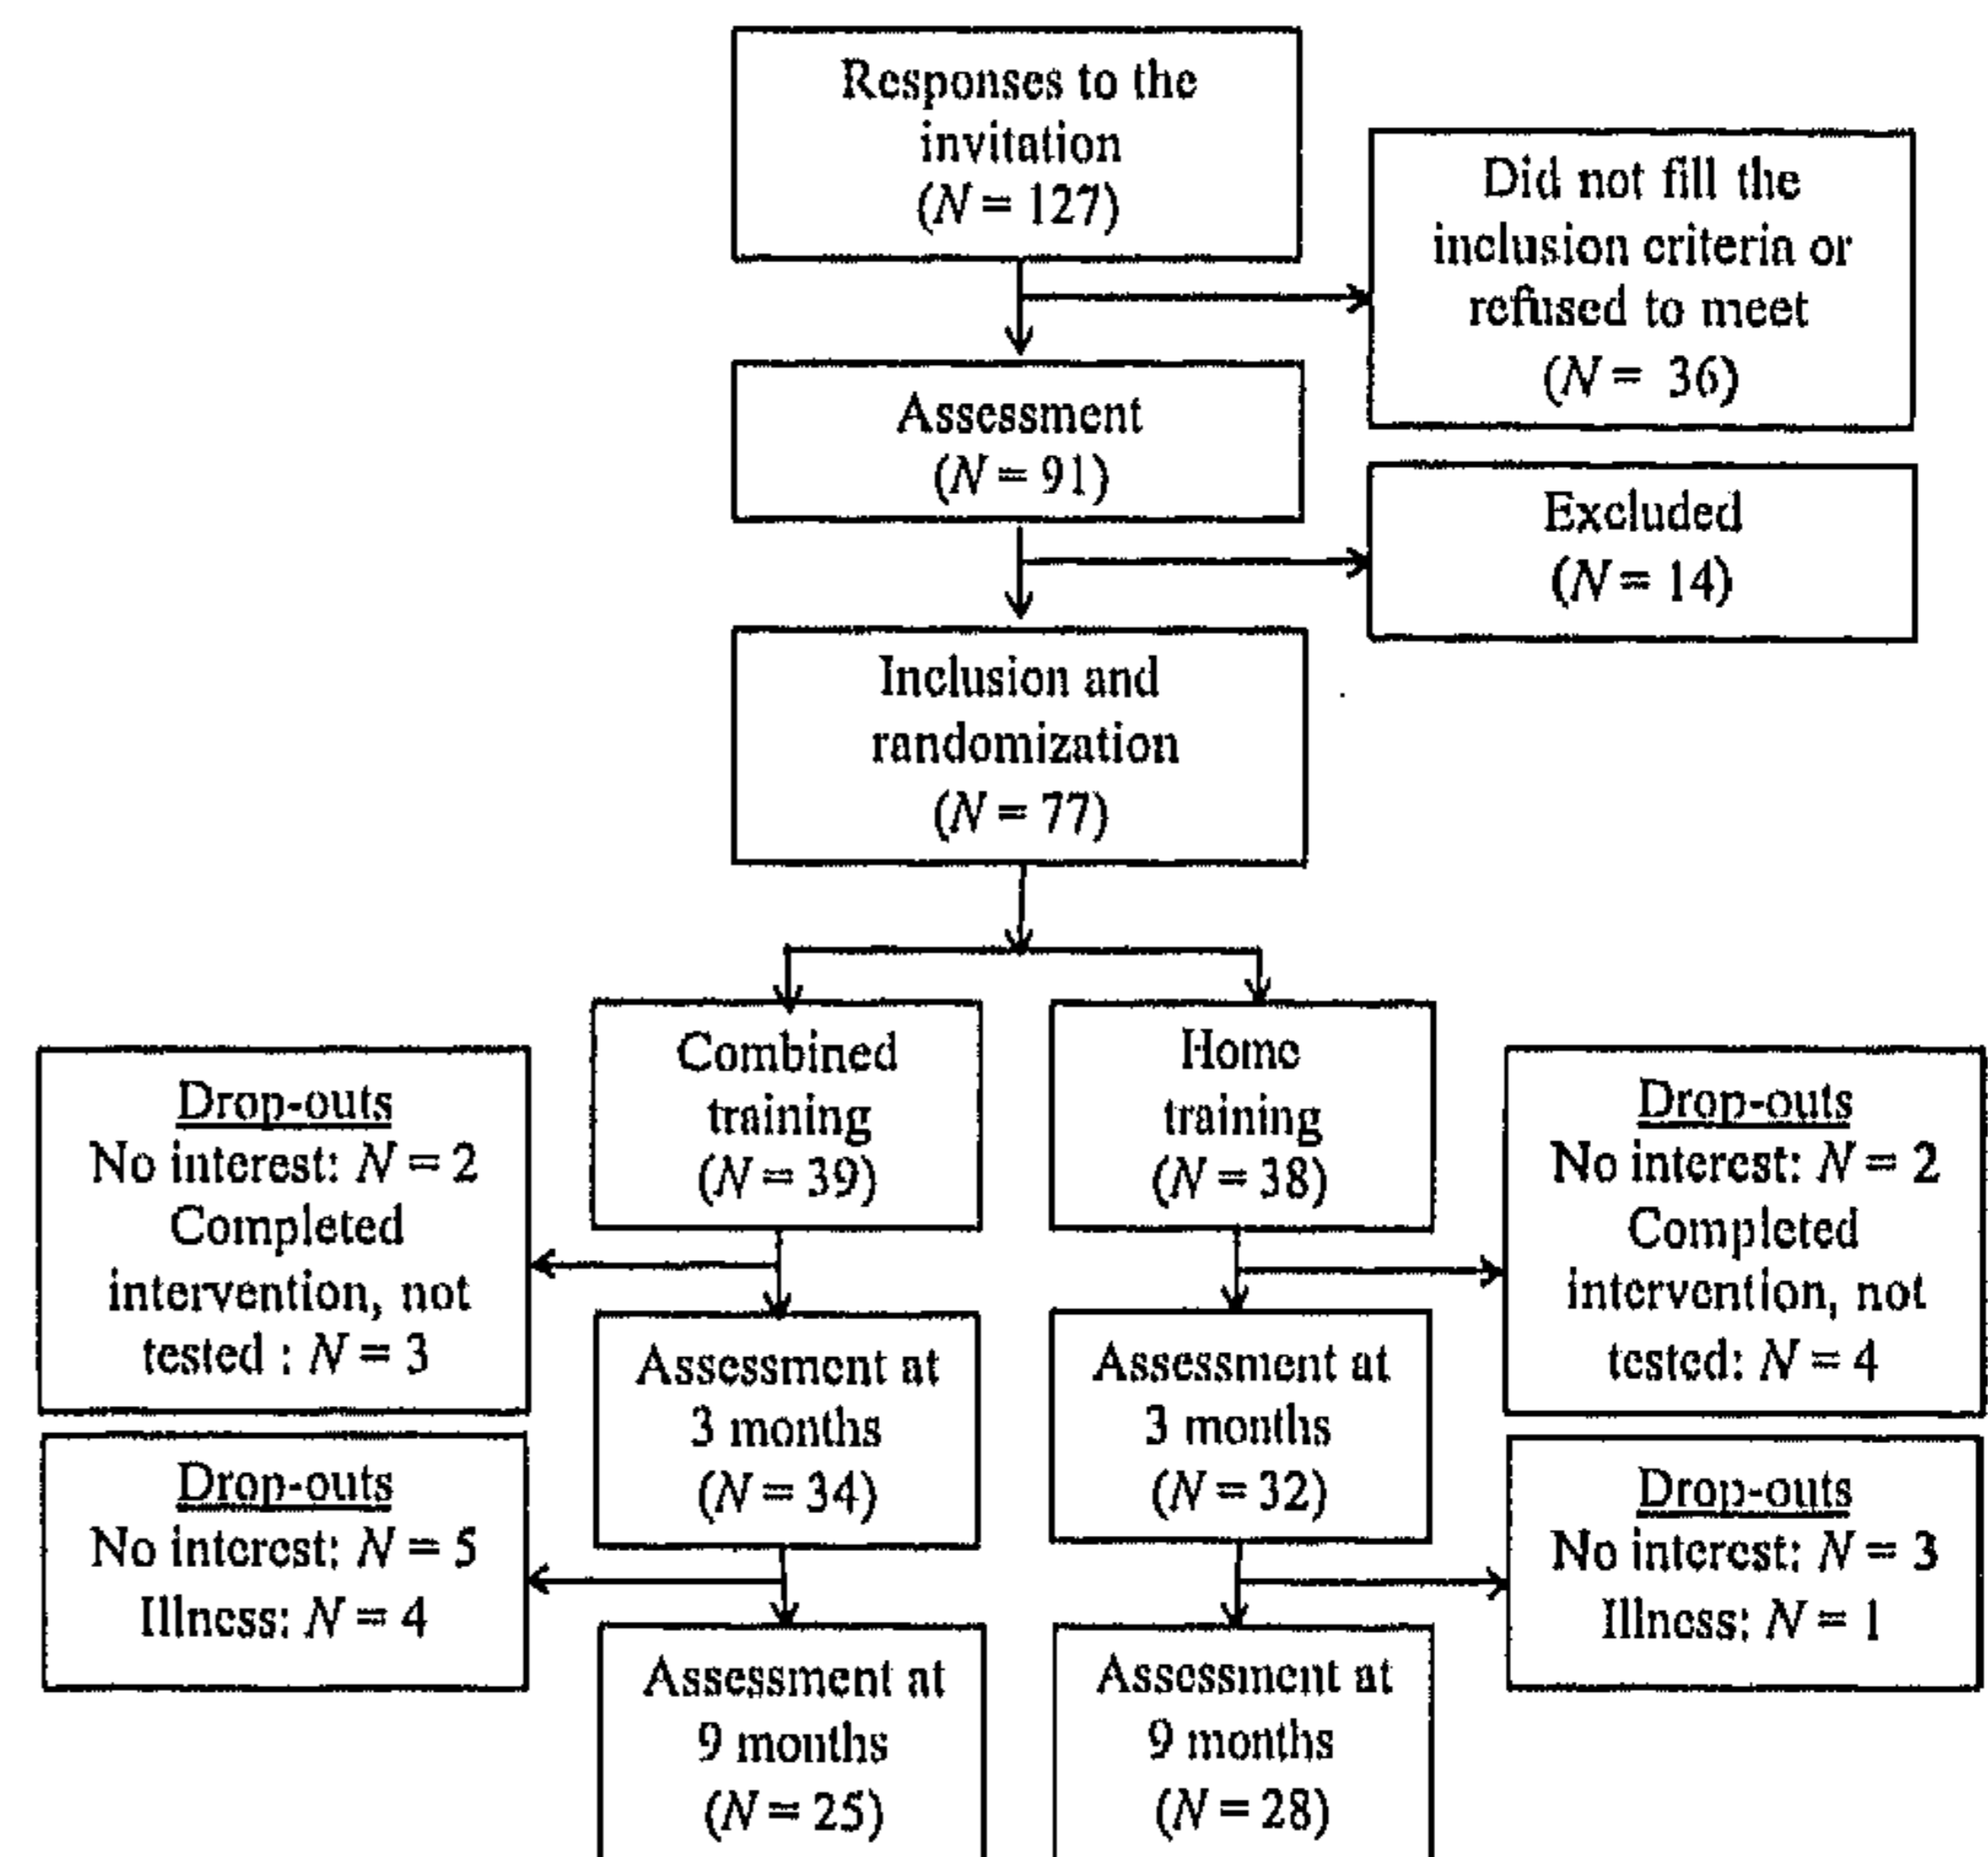 Responses to the
invitation
(N = 127)
Did not fill the
inclusion criteria or
refused to meet
(N = 36)
Assessment
(N = 91)
Excluded
(N = 14)
Inclusion and
randomization
(N = 77)
Combined
training
(N = 39)
Home
training
(N = 38)
Drop-outs
No interest: N = 2
Completed
intervention, not
tested : N = 3
Drop-outs
No interest: N = 2
Completed
intervention, not
tested: N = 4
Assessment at
3 months
(N = 34)
Assessment at
3 months
(N = 32)
Drop-outs
No interest: N = 5
Illness: N = 4
Drop-outs
No interest: N = 3
Illness: N = 1
Assessment at
9 months
(N = 25)
Assessment at
9 months
(N = 28)